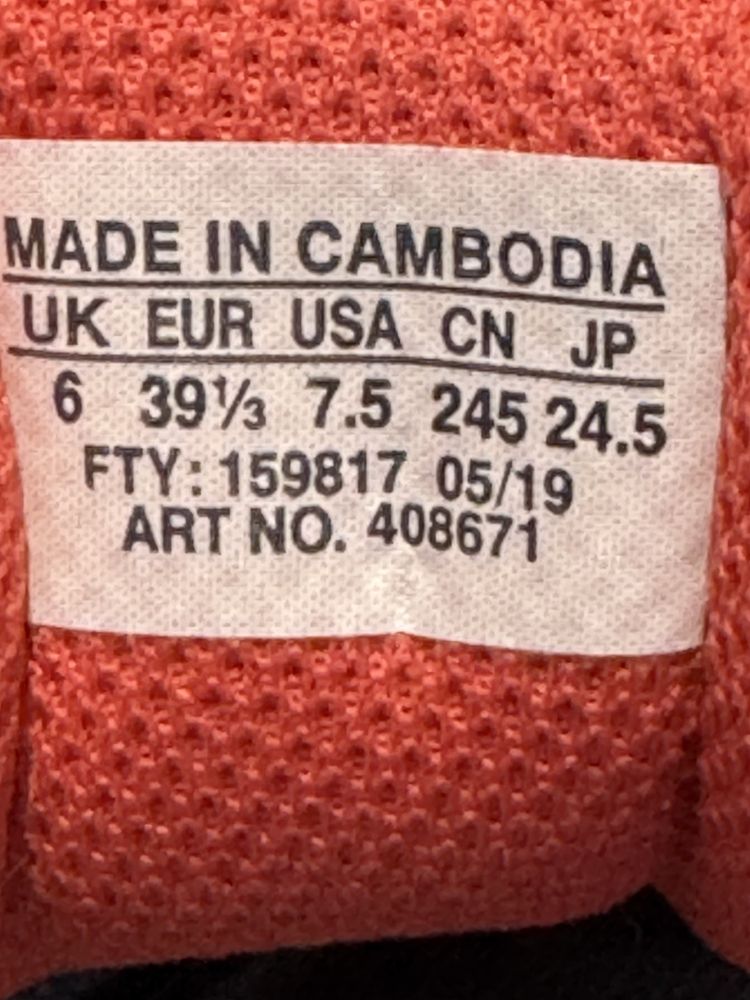 MADE IN CAMBODIA
UK EUR USA CN JP
6 39⅓ 7.5 245 24.5
FTY: 159817 05/19
ART NO. 408671